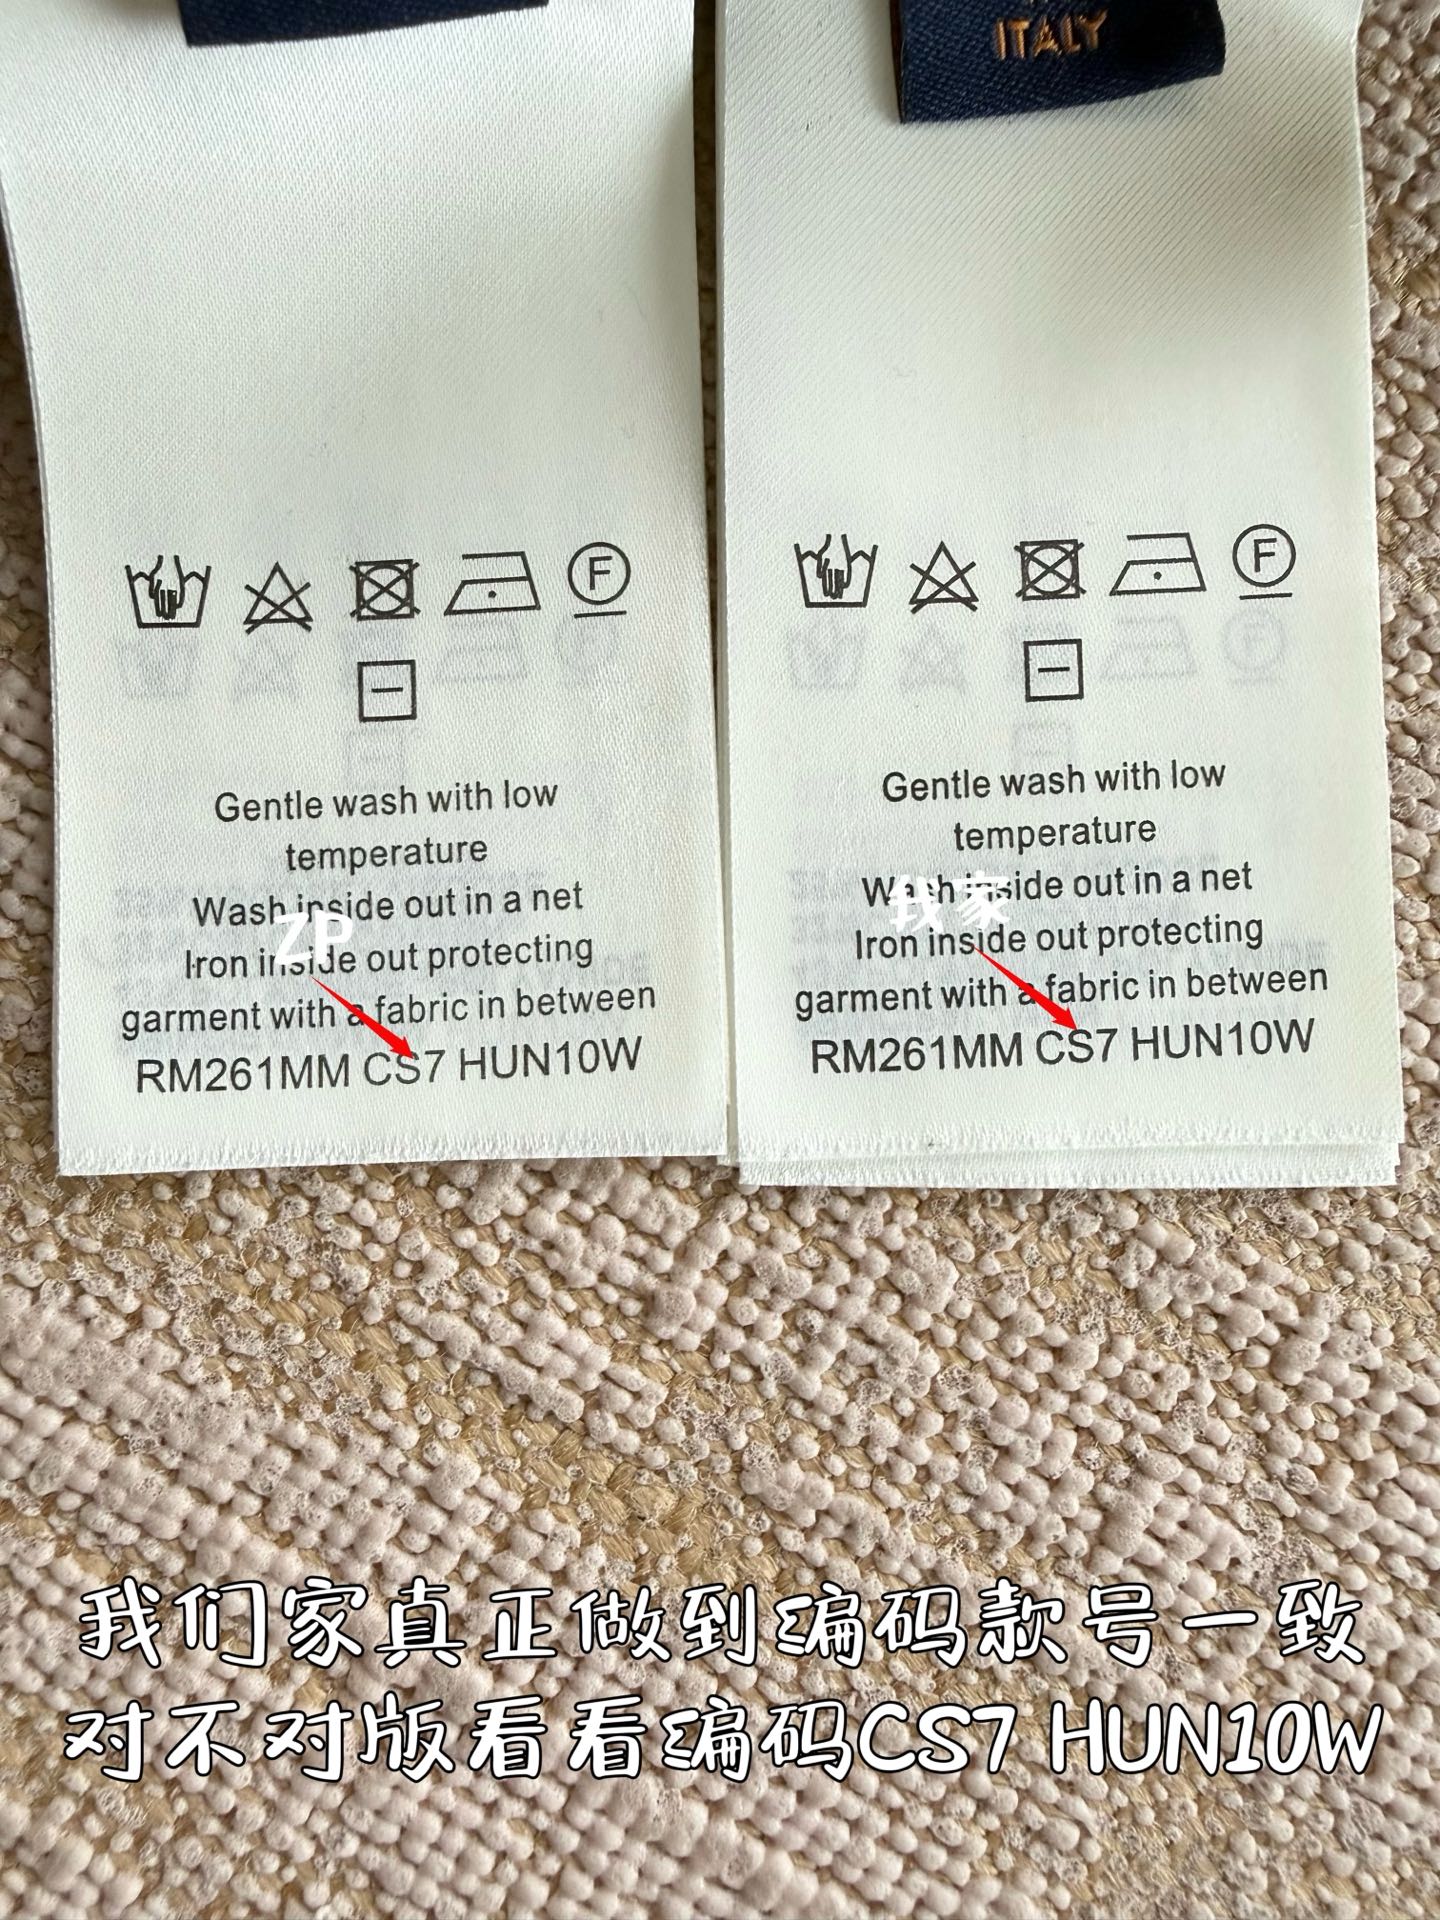 ITALY
Gentle wash with low
temperature
Wash inside out in a net
Iron inside out protecting
garment with a fabric in between
RM261MM CS7 HUN10W
ZP
Gentle wash with low
temperature
Wash inside out in a net
Iron inside out protecting
garment with a fabric in between
RM261MM CS7 HUN10W
我家
F
F
我们家真正做到编码款号一致
对不对版看看编码CS7 HUN10W